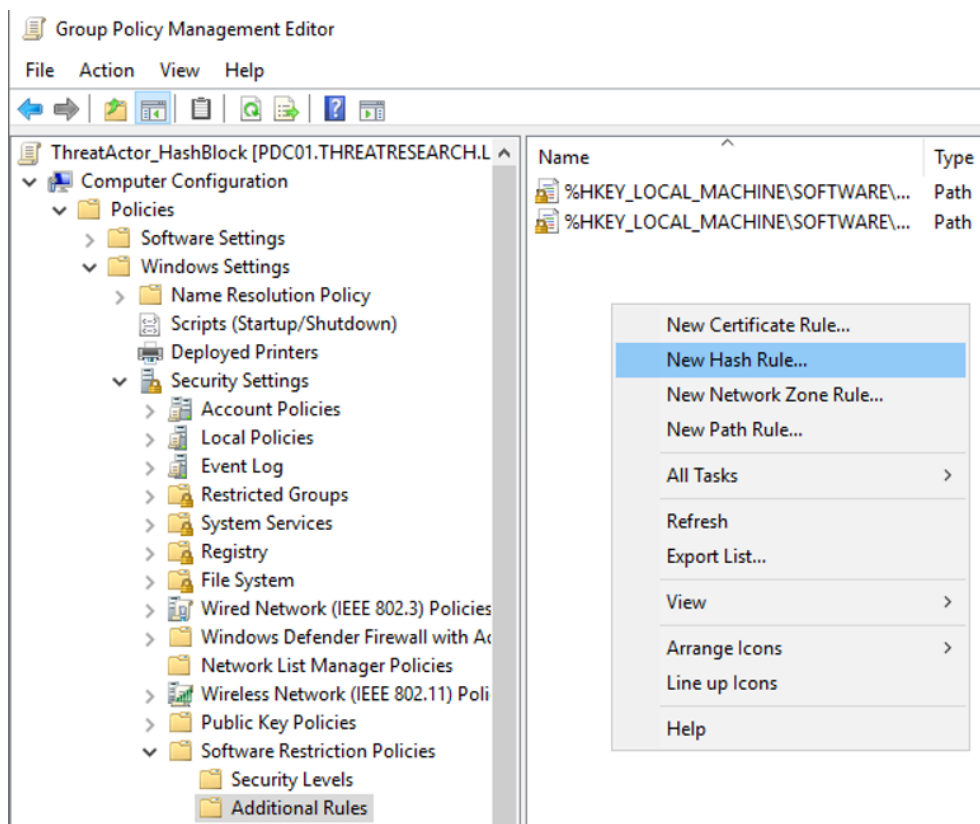 Group Policy Management Editor
File Action View Help
ThreatActor_HashBlock [PDC01.THREATRESEARCH.L
Computer Configuration
Policies
Software Settings
Windows Settings
Name Resolution Policy
Scripts (Startup/Shutdown)
Deployed Printers
Security Settings
Account Policies
Local Policies
Event Log
Restricted Groups
System Services
Registry
File System
Wired Network (IEEE 802.3) Policies
Windows Defender Firewall with Ad
Network List Manager Policies
Wireless Network (IEEE 802.11) Poli
Public Key Policies
Software Restriction Policies
Security Levels
Additional Rules
Name Type
%HKEY_LOCAL_MACHINE\SOFTWARE\... Path
%HKEY_LOCAL_MACHINE\SOFTWARE\... Path
New Certificate Rule...
New Hash Rule...
New Network Zone Rule...
New Path Rule...
All Tasks
Refresh
Export List...
View
Arrange Icons
Line up Icons
Help